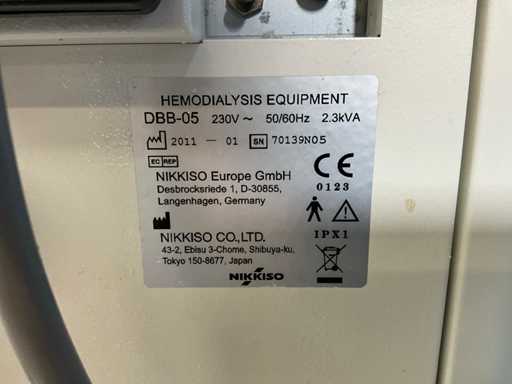 HEMODIALYSIS EQUIPMENT
DBB-05 230V ~ 50/60Hz 2.3kVA
2011 — 01 SN 70139N05
EC REP
NIKKISO Europe GmbH
Desbrocksriede 1, D-30855,
Langenhagen, Germany
CE
0123
NIKKISO CO.,LTD.
43-2, Ebisu 3-Chome, Shibuya-ku,
Tokyo 150-8677, Japan
IPX1
NIKKISO